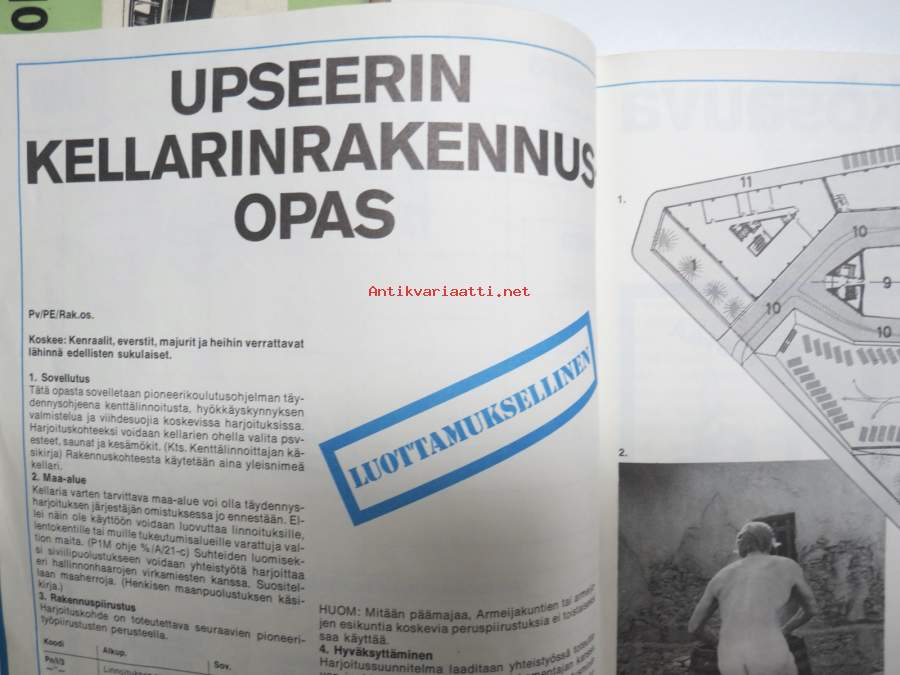 UPSEERIN
KELLARINRAKENNUS
OPAS
Antikvariaatti.net
Pv/PE/Rak.os.
Koskee: Kenraalit, everstit, majurit ja heihin verrattavat
lähinnä edellisten sukulaiset.
1. Sovellutus
Tätä opasta sovelletaan pioneerikoulutusohjelman täy-
dennysohjeena kenttälinnoitusta, hyökkäyskynnyksen
valmistelua ja viihdesuojia koskevissa harjoituksissa.
Harjoituskohteeksi voidaan kellarien ohella valita psv-
esteet, saunat ja kesämökit. (Kts. Kenttälinnoittajan kä-
sikirja) Rakennuskohteesta käytetään aina yleisnimeä
kellari.
2. Maa-alue
Kellaria varten tarvittava maa-alue voi olla täydennys-
harjoituksen järjestäjän omistuksessa jo ennestään. El-
lei näin ole käyttöön voidaan luovuttaa linnoituksille,
lentokentille tai muille tukeutumisalueille varattuja val-
tion maita. (P1M ohje %/A/21-c) Suhteiden luomisek-
si siviilipuolustukseen voidaan yhteistyötä harjoittaa
eri hallinnonhaarojen virkamiesten kanssa. Suositel-
laan maaherroja. (Henkisen maanpuolustuksen käsi-
kirja.)
3. Rakennuspiirustus
Harjoituskohde on toteutettava seuraavien pioneeri-
työpiirustusten perusteella.
Koodi Alkup. Sov.
LUOTTAMUKSELLINEN
HUOM: Mitään päämajaa, Armeijakuntien tai armei
jen esikuntia koskevia peruspiirustuksia ei toistaisek
saa käyttää.
4. Hyväksyttäminen
Harjoitussuunnitelma laaditaan yhteistyössä
1.
11
10
9
10
10
2.